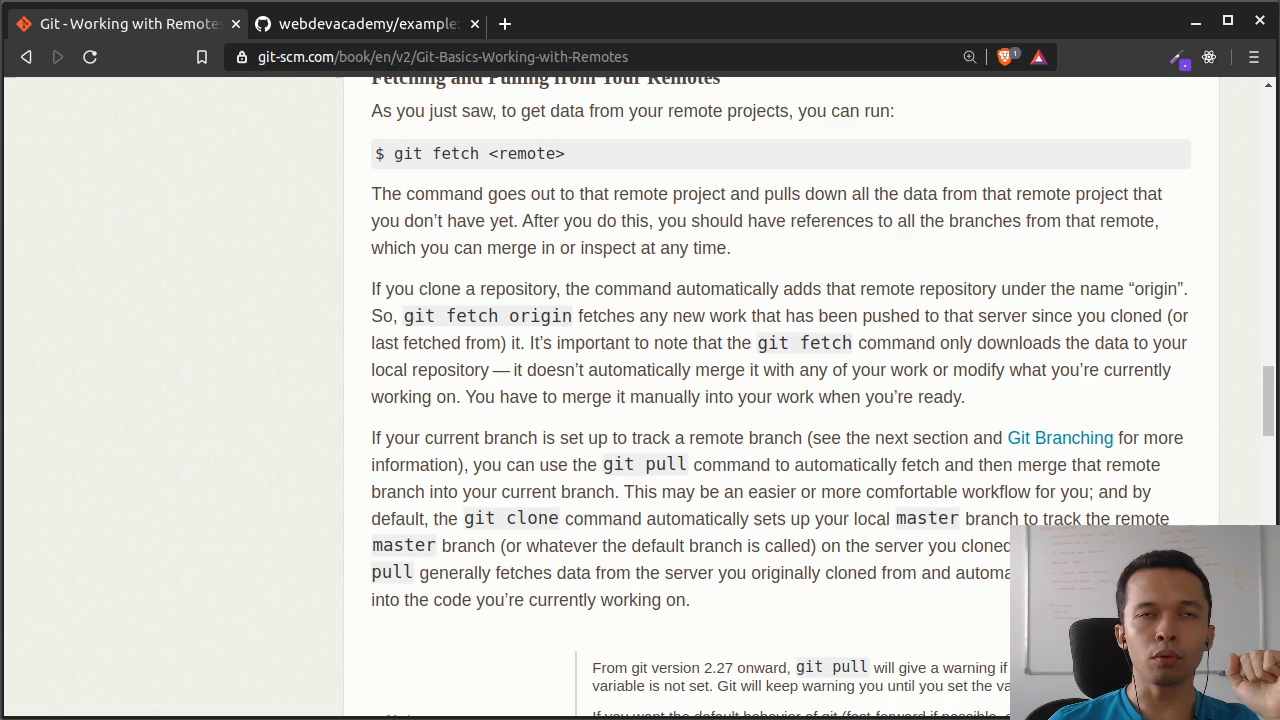 Git - Working with Remotes
webdevacademy/example
git-scm.com/book/en/v2/Git-Basics-Working-with-Remotes
1
Fetching and Pulling from Your Remotes
As you just saw, to get data from your remote projects, you can run:
$ git fetch <remote>
The command goes out to that remote project and pulls down all the data from that remote project that
you don’t have yet. After you do this, you should have references to all the branches from that remote,
which you can merge in or inspect at any time.
If you clone a repository, the command automatically adds that remote repository under the name “origin”.
So, git fetch origin fetches any new work that has been pushed to that server since you cloned (or
last fetched from) it. It’s important to note that the git fetch command only downloads the data to your
local repository — it doesn’t automatically merge it with any of your work or modify what you’re currently
working on. You have to merge it manually into your work when you’re ready.
If your current branch is set up to track a remote branch (see the next section and Git Branching for more
information), you can use the git pull command to automatically fetch and then merge that remote
branch into your current branch. This may be an easier or more comfortable workflow for you; and by
default, the git clone command automatically sets up your local master branch to track the remote
master branch (or whatever the default branch is called) on the server you cloned
pull generally fetches data from the server you originally cloned from and automa
into the code you’re currently working on.
From git version 2.27 onward, git pull will give a warning if
variable is not set. Git will keep warning you until you set the va